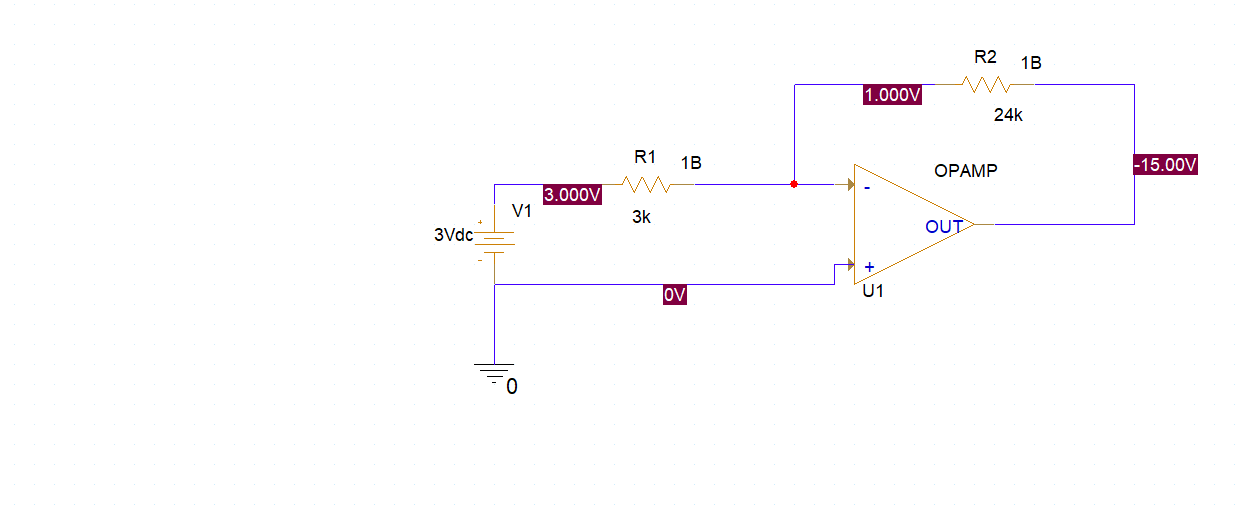 R2
1B
1.000V
24k
R1
1B
OPAMP
-15.00V
-
3.000V
V1
3k
+
3Vdc
OUT
-
+
0V
U1
0